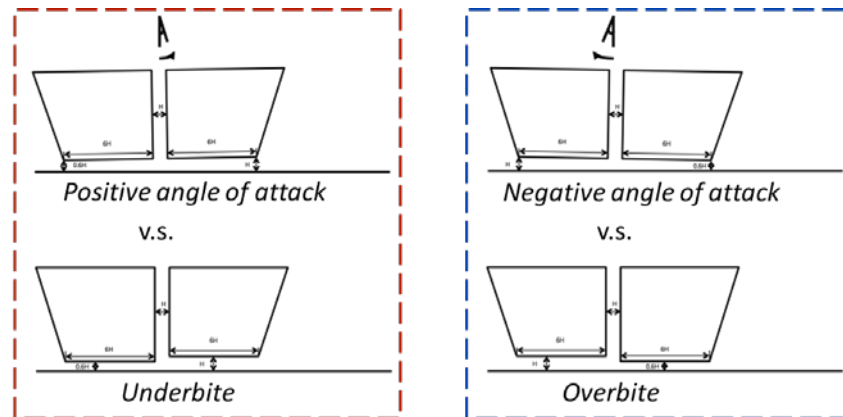 H
6H
6H
0.6H
H
Positive angle of attack
v.s.
H
6H
6H
0.6H
H
Underbite
H
6H
6H
H
0.6H
Negative angle of attack
v.s.
H
6H
6H
H
0.6H
Overbite